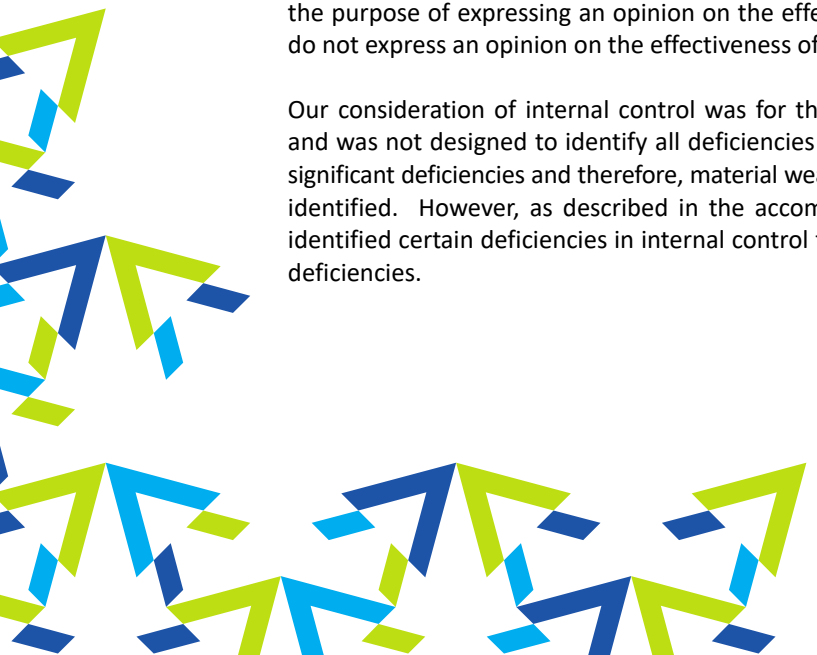 the purpose of expressing an opinion on the effe
do not express an opinion on the effectiveness of
Our consideration of internal control was for th
and was not designed to identify all deficiencies
significant deficiencies and therefore, material wea
identified. However, as described in the accom
identified certain deficiencies in internal control t
deficiencies.